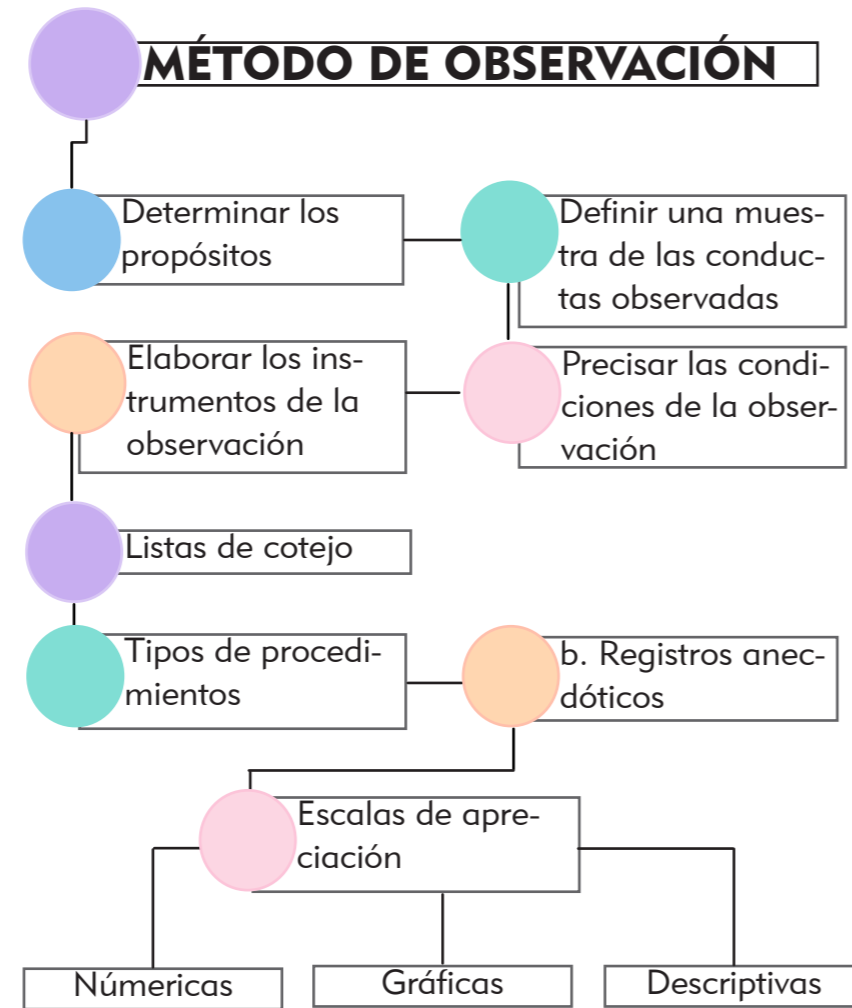 MÉTODO DE OBSERVACIÓN
Determinar los
propósitos
Definir una mues-
tra de las conduc-
tas observadas
Precisar las condi-
ciones de la obser-
vación
Elaborar los ins-
trumentos de la
observación
Listas de cotejo
Tipos de procedi-
mientos
b. Registros anec-
dóticos
Escalas de apre-
ciación
Númericas
Gráficas
Descriptivas